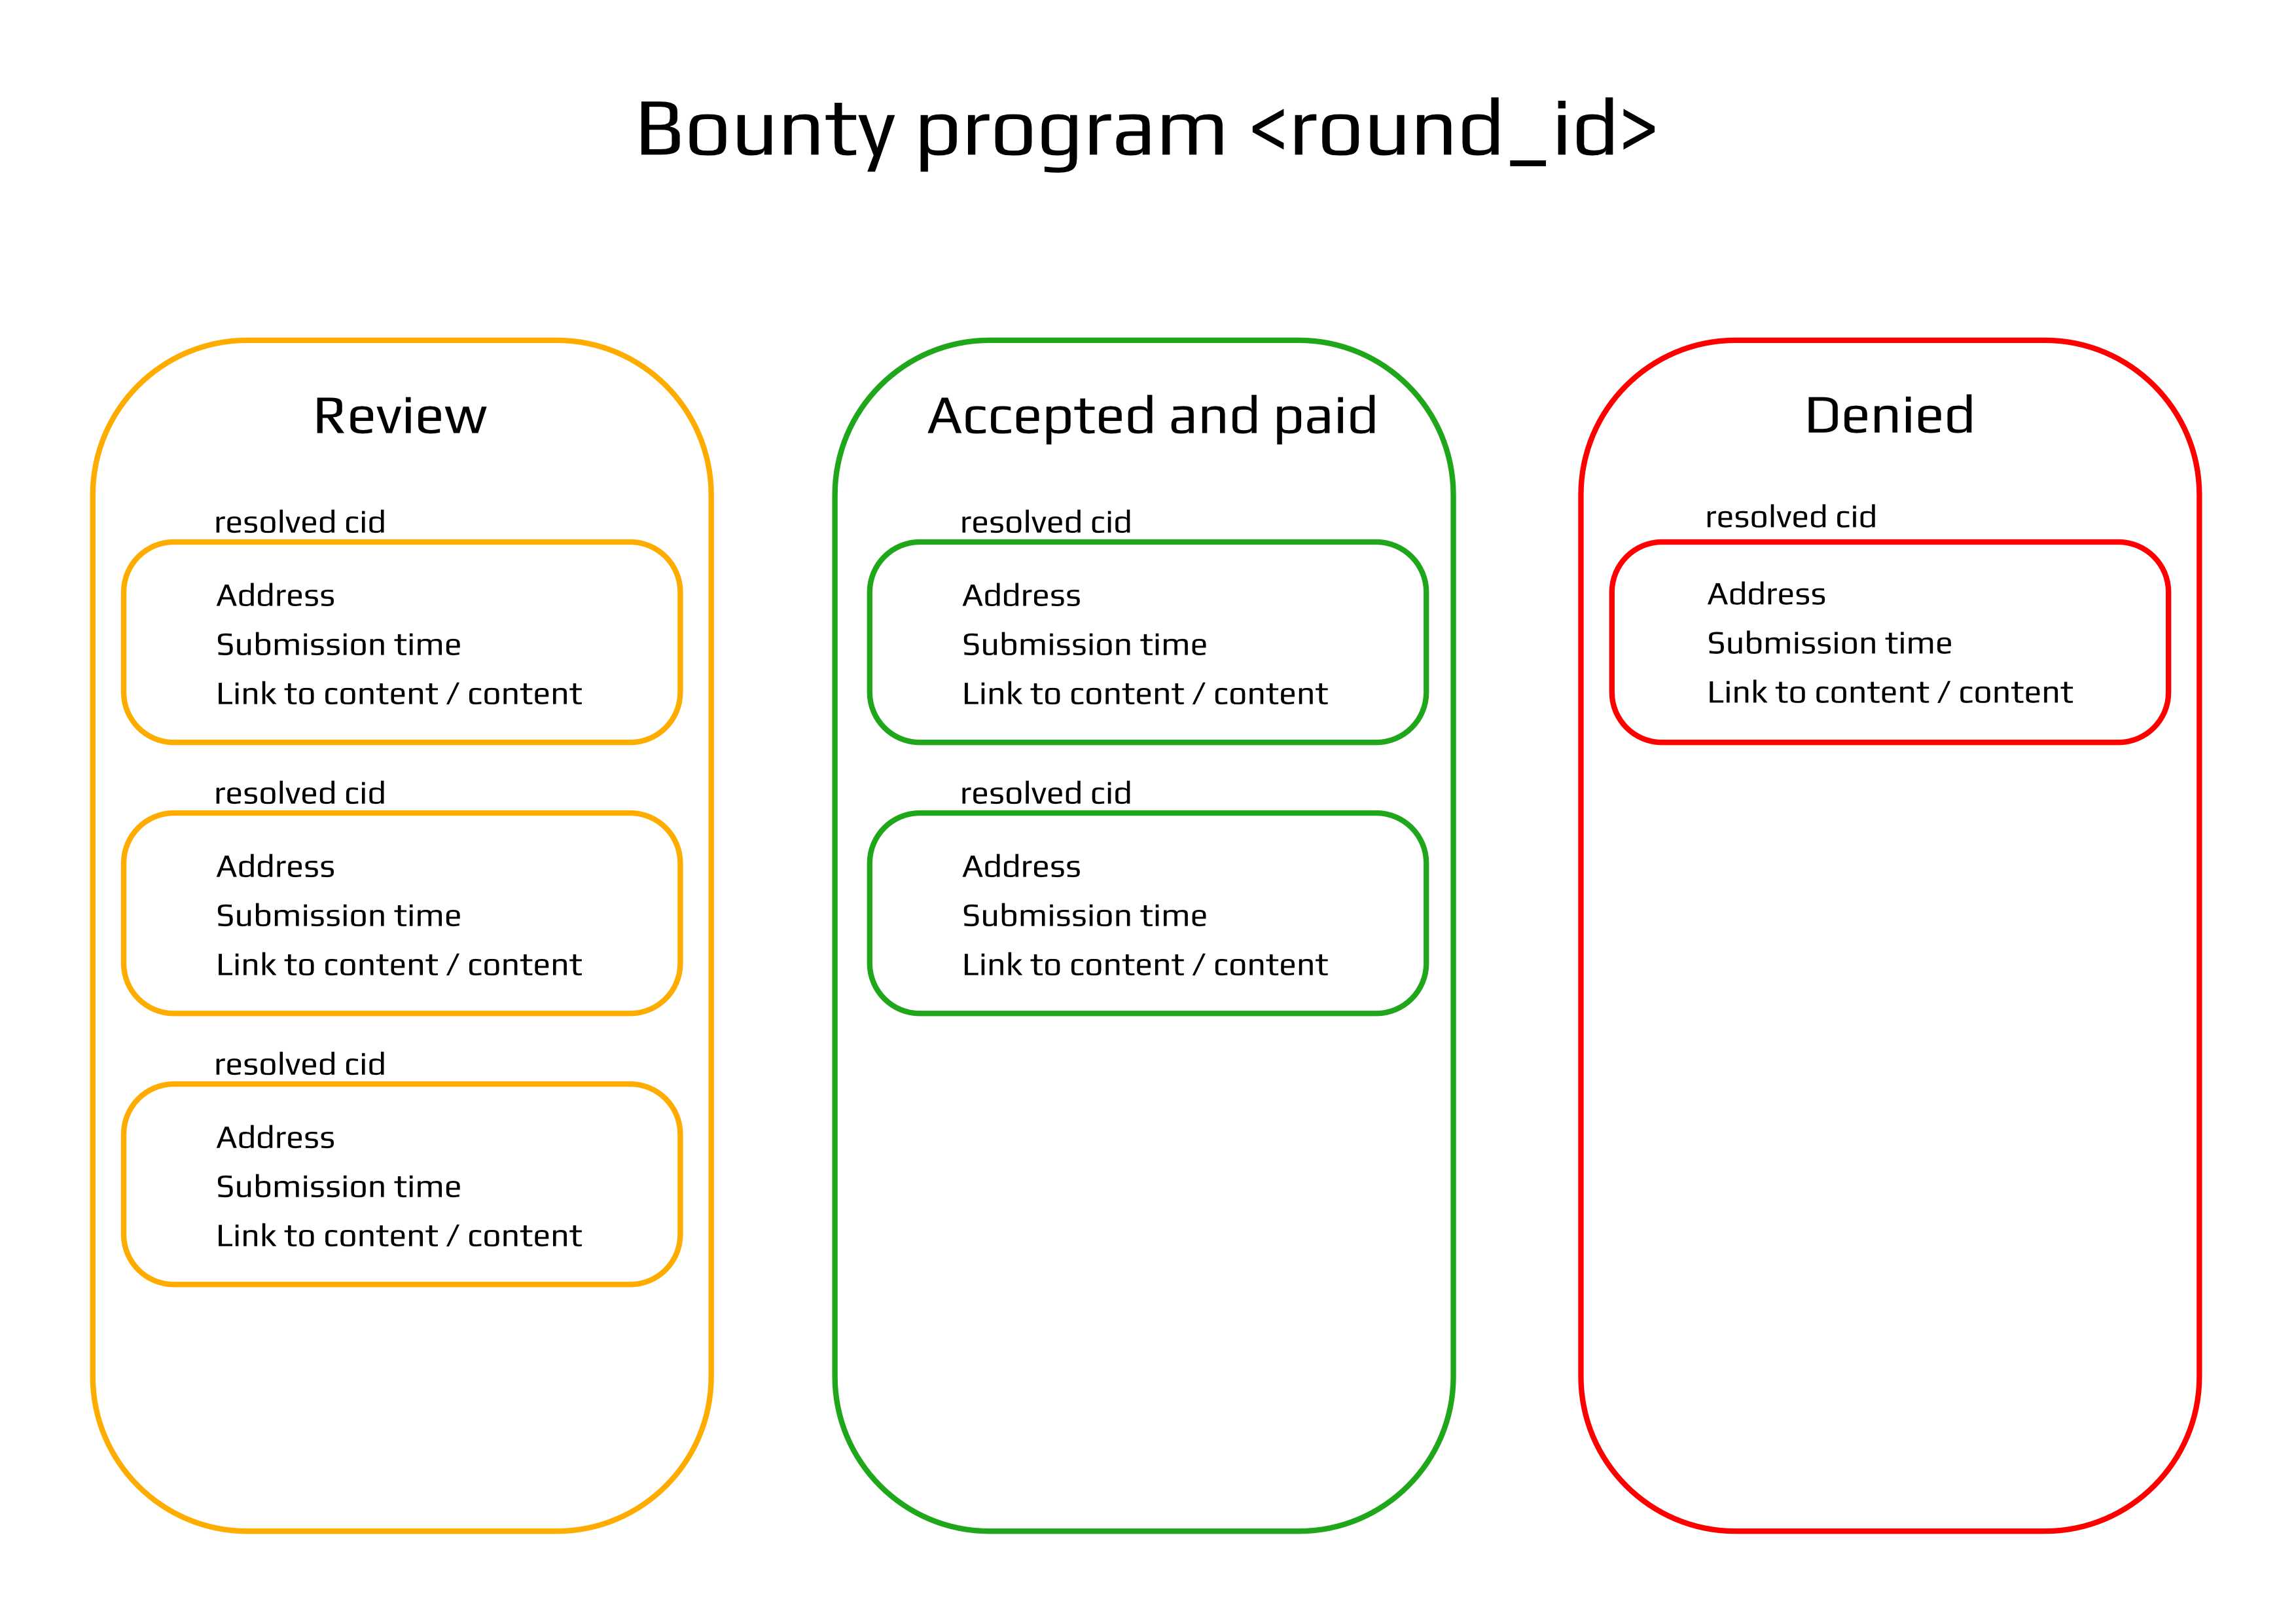 Bounty program <round_id>
Review
resolved cid
Address
Submission time
Link to content / content
resolved cid
Address
Submission time
Link to content / content
resolved cid
Address
Submission time
Link to content / content
Accepted and paid
resolved cid
Address
Submission time
Link to content / content
resolved cid
Address
Submission time
Link to content / content
Denied
resolved cid
Address
Submission time
Link to content / content